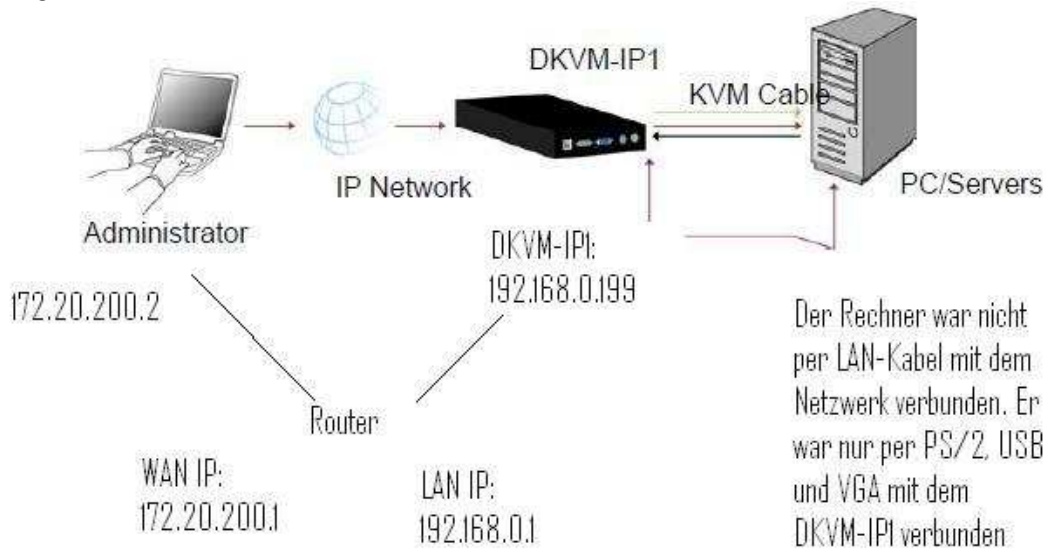 DKVM-IP1
KVM Cable
IP Network
PC/Servers
Administrator
DKVM-IP1:
192.168.0.199
172.20.200.2
Router
WAN IP:
172.20.200.1
LAN IP:
192.168.0.1
Der Rechner war nicht
per LAN-Kabel mit dem
Netzwerk verbunden. Er
war nur per PS/2, USB
und VGA mit dem
DKVM-IP1 verbunden